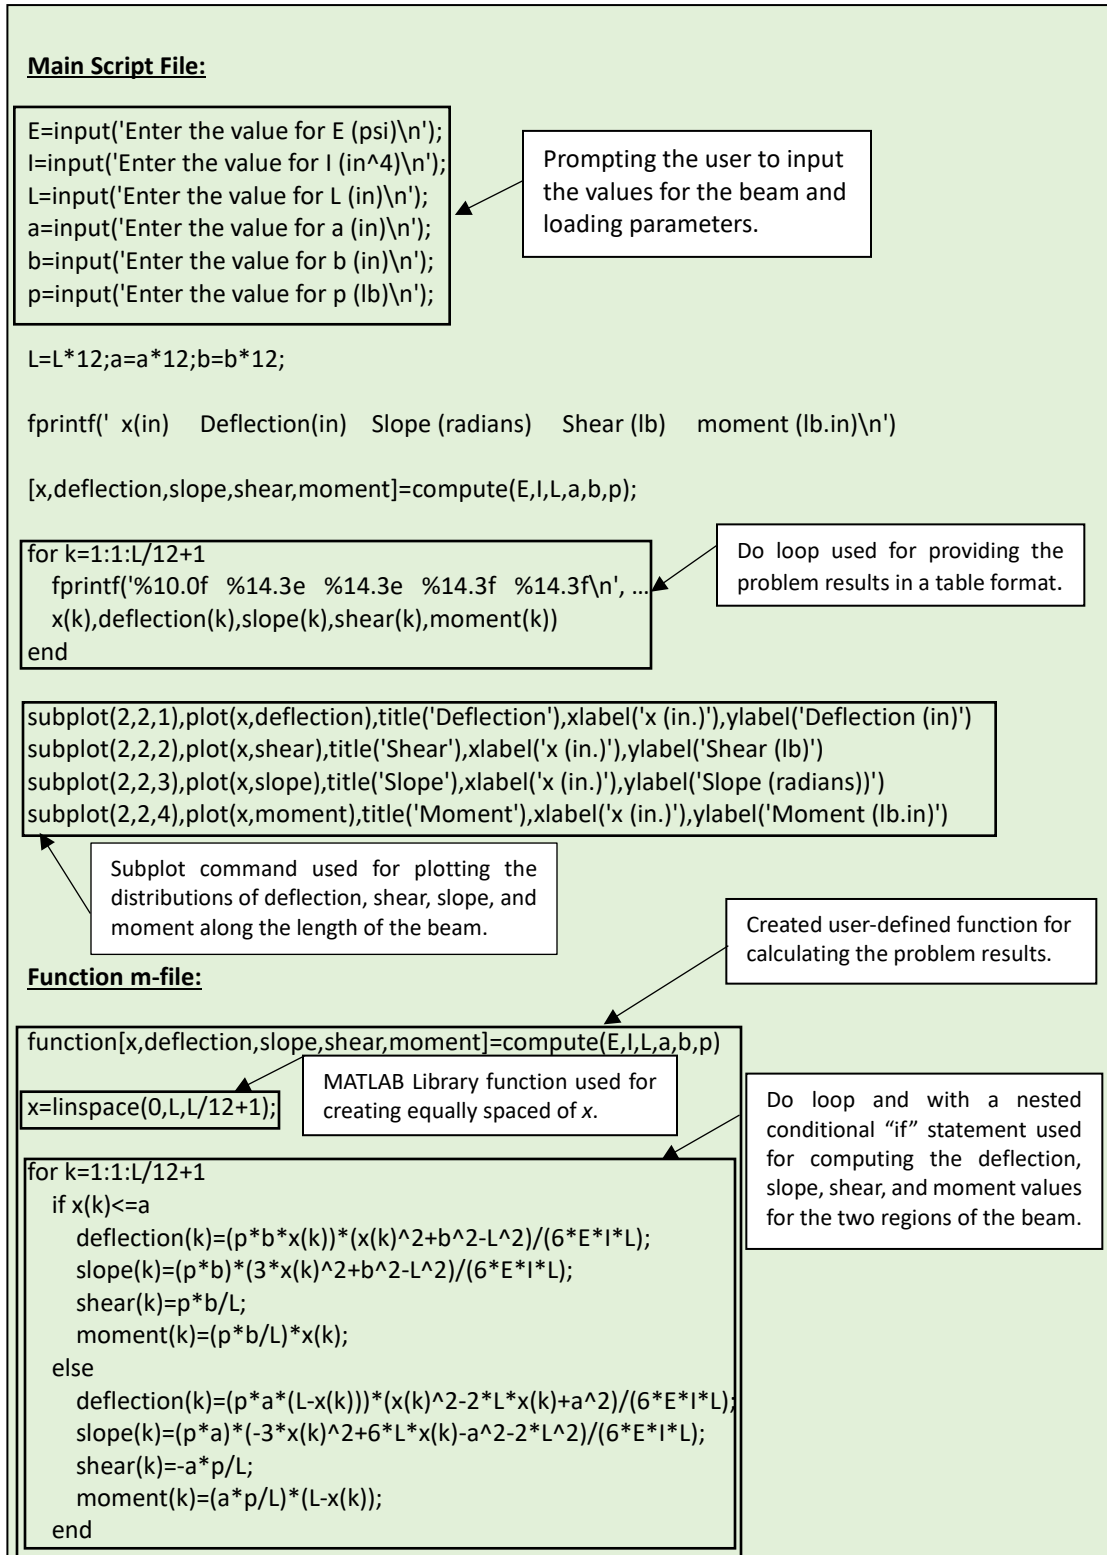 Main Script File:
E=input('Enter the value for E (psi)\n');
I=input('Enter the value for I (in^4)\n');
L=input('Enter the value for L (in)\n');
a=input('Enter the value for a (in)\n');
b=input('Enter the value for b (in)\n');
p=input('Enter the value for p (lb)\n');
Prompting the user to input
the values for the beam and
loading parameters.
L=L*12;a=a*12;b=b*12;
fprintf('  x(in)     Deflection(in)    Slope (radians)     Shear (lb)     moment (lb.in)\n')
[x,deflection,slope,shear,moment]=compute(E,I,L,a,b,p);
for k=1:1:L/12+1
fprintf('%10.0f   %14.3e   %14.3e   %14.3f   %14.3f\n', ...
x(k),deflection(k),slope(k),shear(k),moment(k))
end
Do loop used for providing the
problem results in a table format.
subplot(2,2,1),plot(x,deflection),title('Deflection'),xlabel('x (in.)'),ylabel('Deflection (in)')
subplot(2,2,2),plot(x,shear),title('Shear'),xlabel('x (in.)'),ylabel('Shear (lb)')
subplot(2,2,3),plot(x,slope),title('Slope'),xlabel('x (in.)'),ylabel('Slope (radians))')
subplot(2,2,4),plot(x,moment),title('Moment'),xlabel('x (in.)'),ylabel('Moment (lb.in)')
Subplot command used for plotting the
distributions of deflection, shear, slope, and
moment along the length of the beam.
Created user-defined function for
calculating the problem results.
Function m-file:
function[x,deflection,slope,shear,moment]=compute(E,I,L,a,b,p)
x=linspace(0,L,L/12+1);
MATLAB Library function used for
creating equally spaced of x.
Do loop and with a nested
conditional “if” statement used
for computing the deflection,
slope, shear, and moment values
for the two regions of the beam.
for k=1:1:L/12+1
if x(k)<=a
deflection(k)=(p*b*x(k))*(x(k)^2+b^2-L^2)/(6*E*I*L);
slope(k)=(p*b)*(3*x(k)^2+b^2-L^2)/(6*E*I*L);
shear(k)=p*b/L;
moment(k)=(p*b/L)*x(k);
else
deflection(k)=(p*a*(L-x(k)))*(x(k)^2-2*L*x(k)+a^2)/(6*E*I*L);
slope(k)=(p*a)*(-3*x(k)^2+6*L*x(k)-a^2-2*L^2)/(6*E*I*L);
shear(k)=-a*p/L;
moment(k)=(a*p/L)*(L-x(k));
end